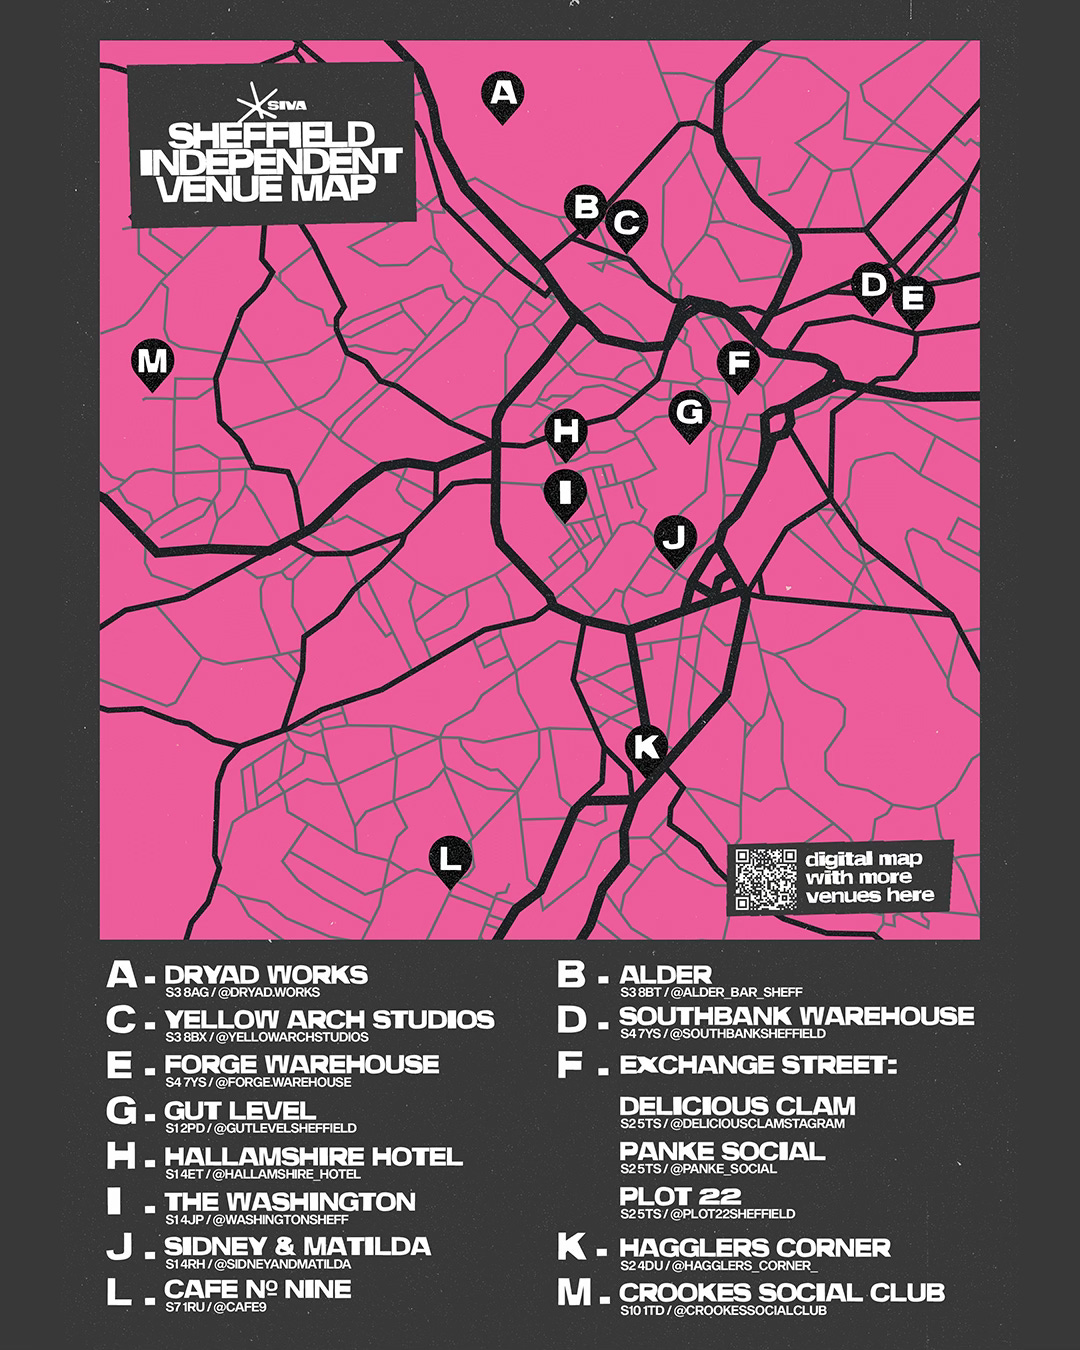 SIVA
SHEFFIELD
INDEPENDENT
VENUE MAP
A
B
C
D
E
M
F
G
H
I
J
K
L
digital map
with more
venues here
A. DRYAD WORKS
S3 8AG / @DRYAD.WORKS
B. ALDER
S3 8BT / @ALDER_BAR_SHEFF
C. YELLOW ARCH STUDIOS
S3 8BX / @YELLOWARCHSTUDIOS
D. SOUTHBANK WAREHOUSE
S4 7YS / @SOUTHBANKSHEFFIELD
E. FORGE WAREHOUSE
S4 7YS / @FORGE.WAREHOUSE
F. EXCHANGE STREET:
G. GUT LEVEL
S1 2PD / @GUTLEVELSHEFFIELD
DELICIOUS CLAM
S2 5TS / @DELICIOUSCLAMSTAGRAM
H. HALLAMSHIRE HOTEL
S1 4ET / @HALLAMSHIRE_HOTEL
PANKE SOCIAL
S2 5TS / @PANKE_SOCIAL
I. THE WASHINGTON
S1 4JP / @WASHINGTONSHEFF
PLOT 22
S2 5TS / @PLOT22SHEFFIELD
J. SIDNEY & MATILDA
S1 4RH / @SIDNEYANDMATILDA
K. HAGGLERS CORNER
S2 4DU / @HAGGLERS_CORNER_
L. CAFE Nº NINE
S7 1RU / @CAFE9
M. CROOKES SOCIAL CLUB
S10 1TD / @CROOKESSOCIALCLUB